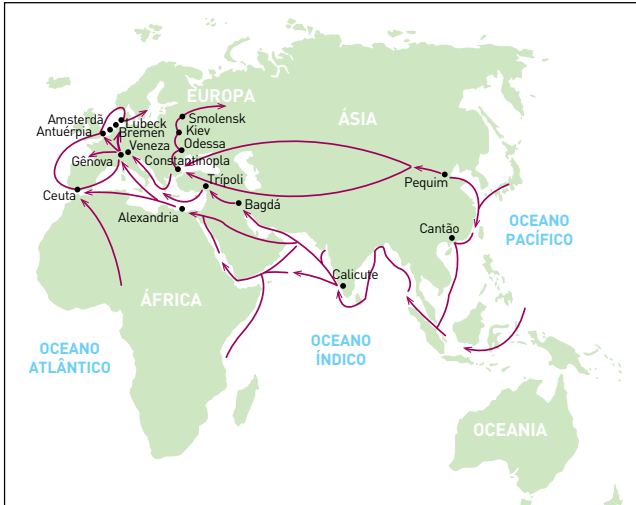 EUROPA
ÁSIA
Amsterdã
Antuérpia
Lubeck
Bremen
Veneza
Gênova
Constantinopla
Smolensk
Kiev
Odessa
Ceuta
Trípoli
Alexandria
Bagdá
Pequim
Cantão
OCEANO
PACÍFICO
Calicute
ÁFRICA
OCEANO
ATLÂNTICO
OCEANO
ÍNDICO
OCEANIA